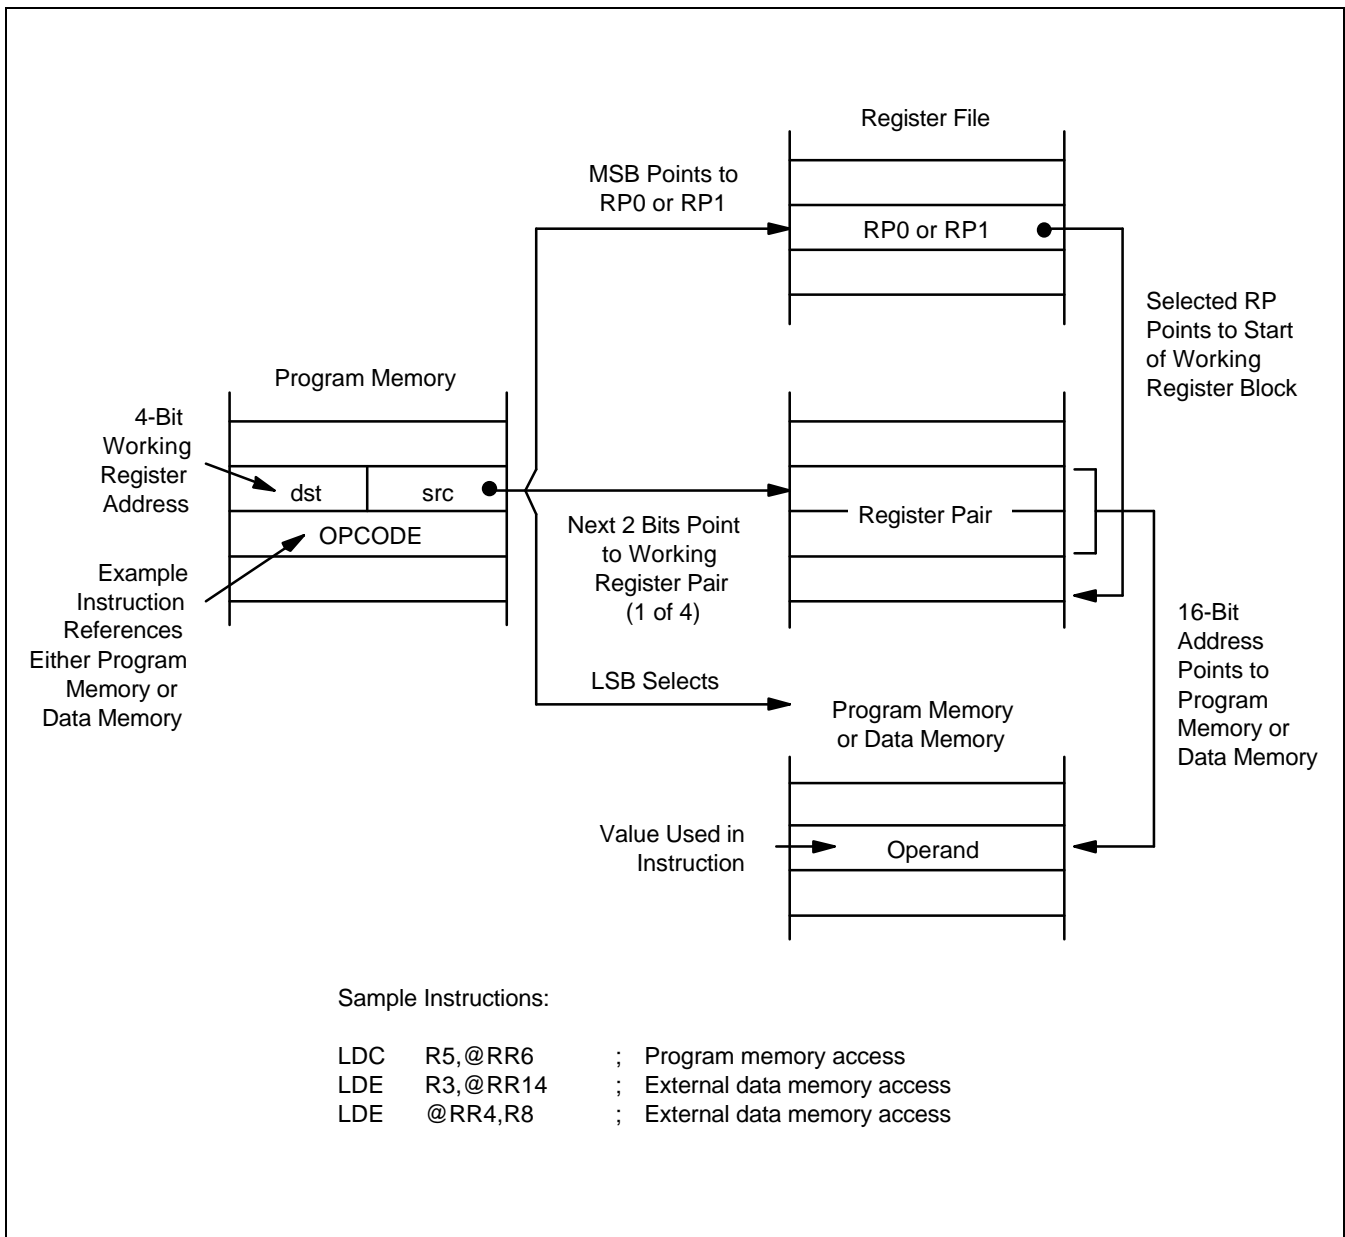 Register File
MSB Points to
RP0 or RP1
RP0 or RP1
Selected RP
Points to Start
of Working
Register Block
Program Memory
4-Bit
Working
Register
Address
dst src
OPCODE
Next 2 Bits Point
to Working
Register Pair
(1 of 4)
Register Pair
Example
Instruction
References
Either Program
Memory or
Data Memory
16-Bit
Address
Points to
Program
Memory or
Data Memory
LSB Selects
Program Memory
or Data Memory
Value Used in
Instruction
Operand
Sample Instructions:
LDC R5,@RR6 ; Program memory access
LDE R3,@RR14 ; External data memory access
LDE @RR4,R8 ; External data memory access